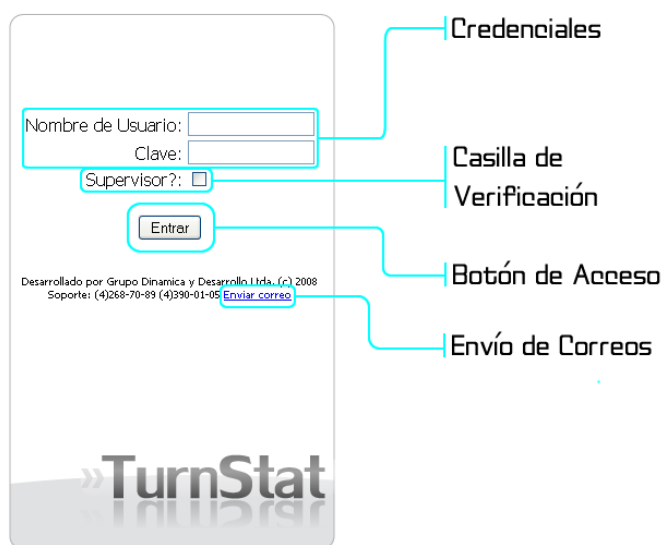 Credenciales
Nombre de Usuario:
Clave:
Supervisor?:
Casilla de
Verificación
Entrar
Botón de Acceso
Desarrollado por Grupo Dinamica y Desarrollo Ltda. (c) 2008
Soporte: (4)268-70-89 (4)390-01-05 Enviar correo
Envío de Correos
»TurnStat